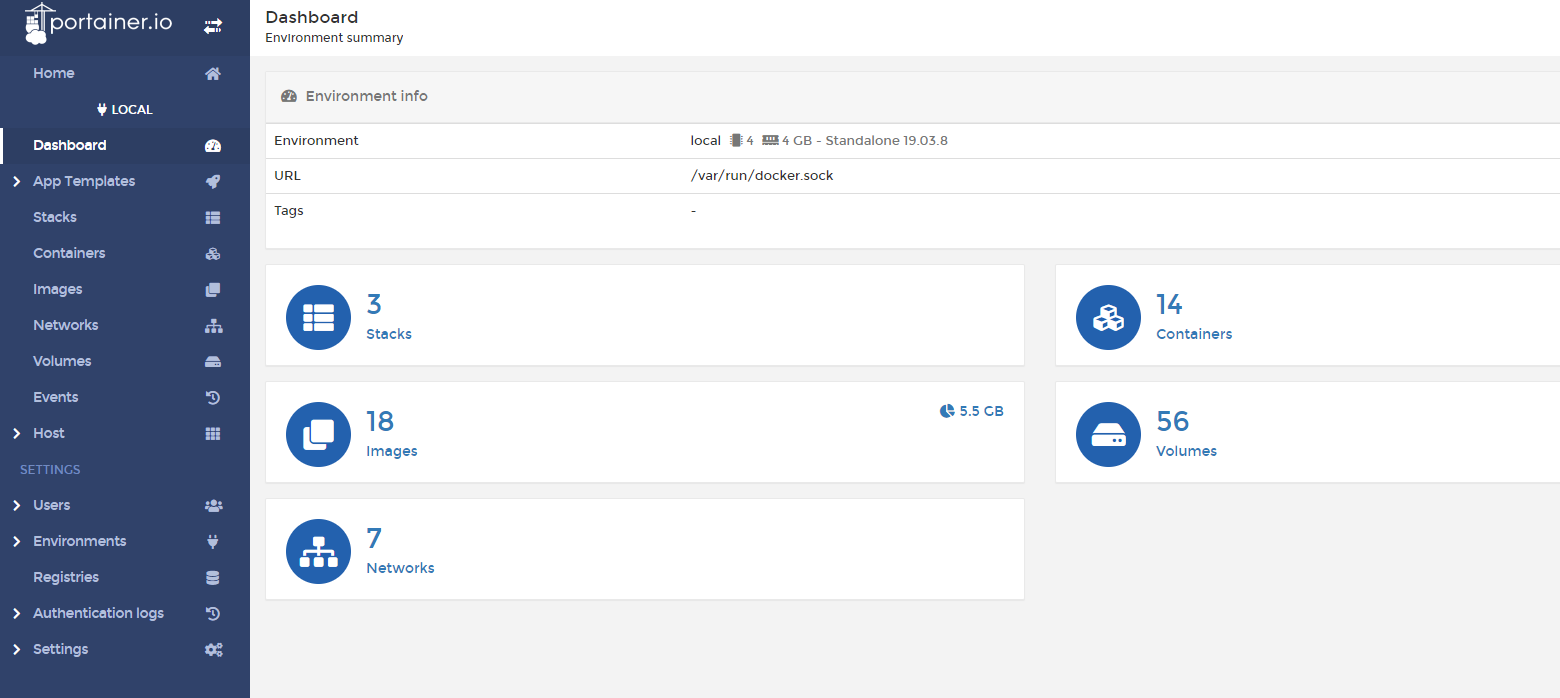 portainer.io
Home
LOCAL
Dashboard
App Templates
Stacks
Containers
Images
Networks
Volumes
Events
Host
SETTINGS
Users
Environments
Registries
Authentication logs
Settings
Dashboard
Environment summary
Environment info
Environment local 4 4 GB - Standalone 19.03.8
URL /var/run/docker.sock
Tags -
3
Stacks
14
Containers
18
Images
5.5 GB
56
Volumes
7
Networks